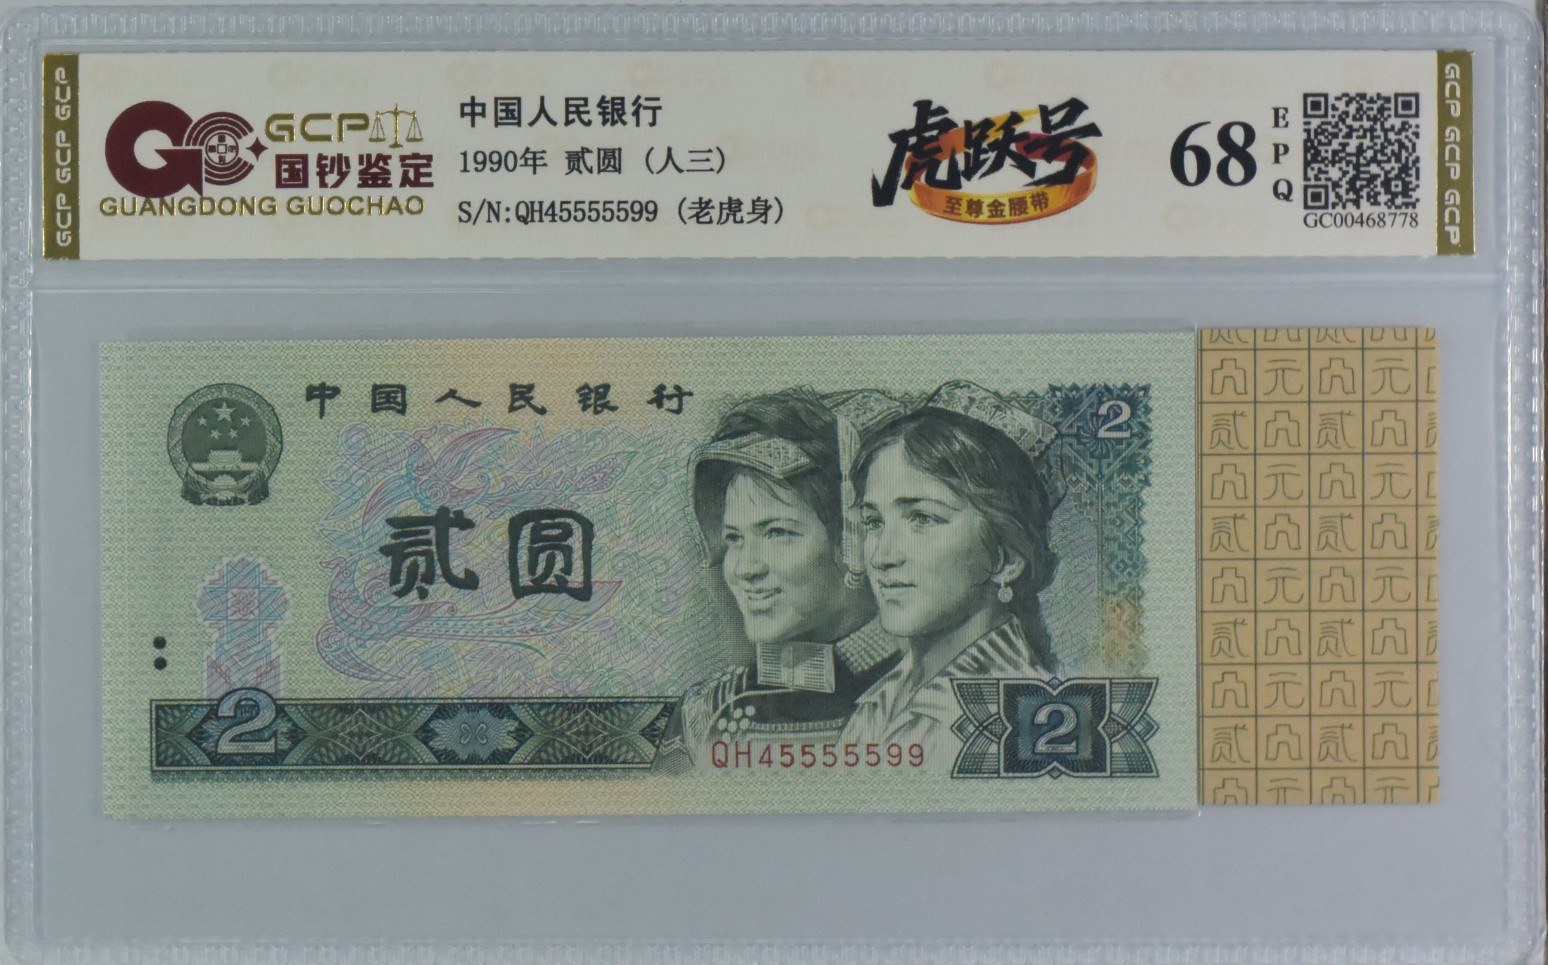 GCP GCP GCP
GCP
国钞鉴定
GUANGDONG GUOCHAO
中国人民银行
1990年 贰圆 (人三)
S/N:QH45555599 (老虎身)
虎跃号
至尊金腰带
68
E
P
Q
GC00468778
GCP GCP GCP
中国人民银行
贰圆
2
2
2
QH45555599